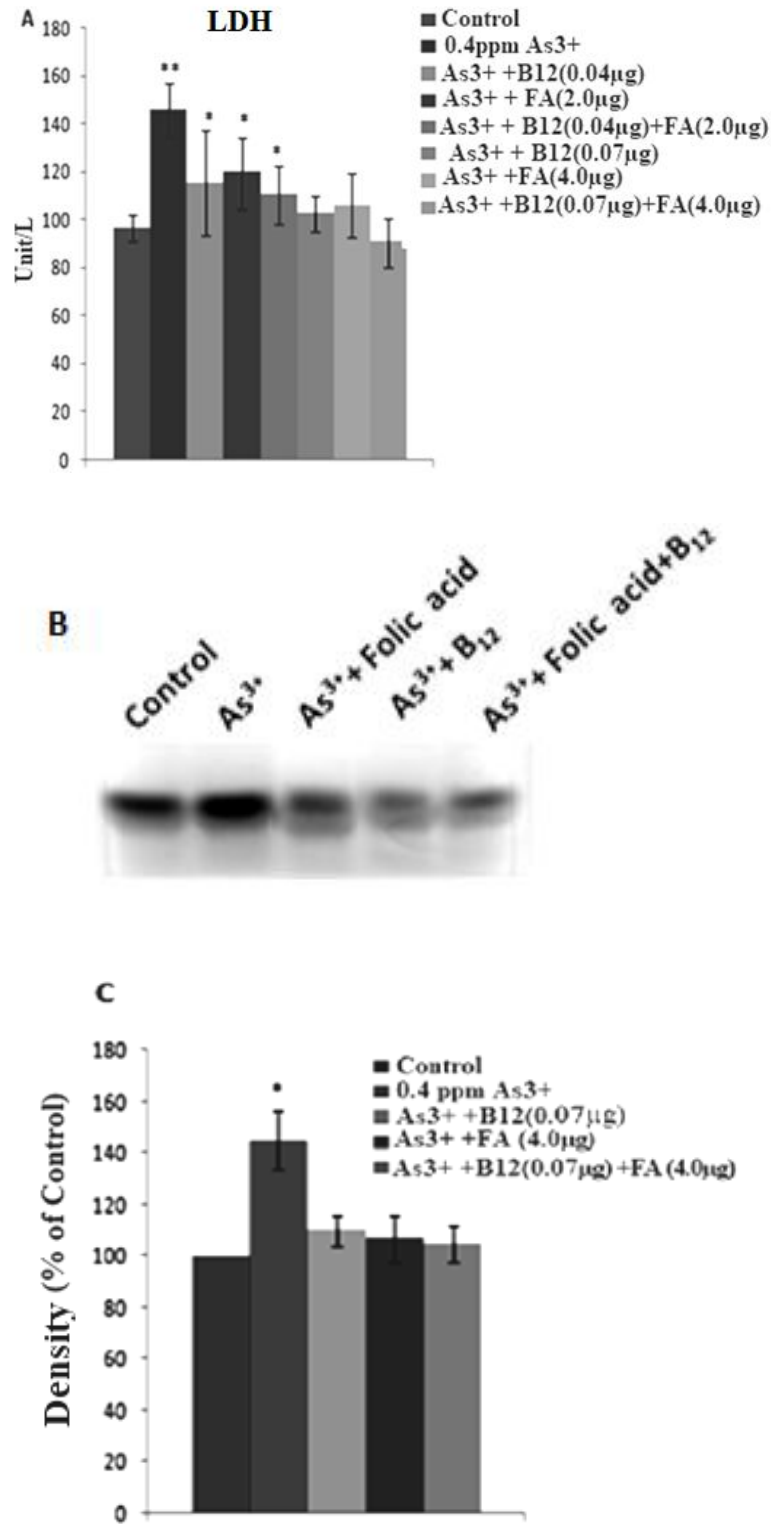 A
LDH
180
160
140
120
100
80
60
40
20
0
Unit/L
**
*
*
*
Control
0.4ppm As3+
As3+ +B12(0.04μg)
As3+ + FA(2.0μg)
As3+ + B12(0.04μg)+FA(2.0μg)
As3+ + B12(0.07μg)
As3+ +FA(4.0μg)
As3+ +B12(0.07μg)+FA(4.0μg)
B
Control
As³⁺
As³⁺+ Folic acid
As³⁺+ B₁₂
As³⁺+ Folic acid+B₁₂
C
180
160
140
120
100
80
60
40
20
0
Density (% of Control)
*
Control
0.4 ppm As3+
As3+ +B12(0.07μg)
As3+ +FA (4.0μg)
As3+ +B12(0.07μg)+FA(4.0μg)